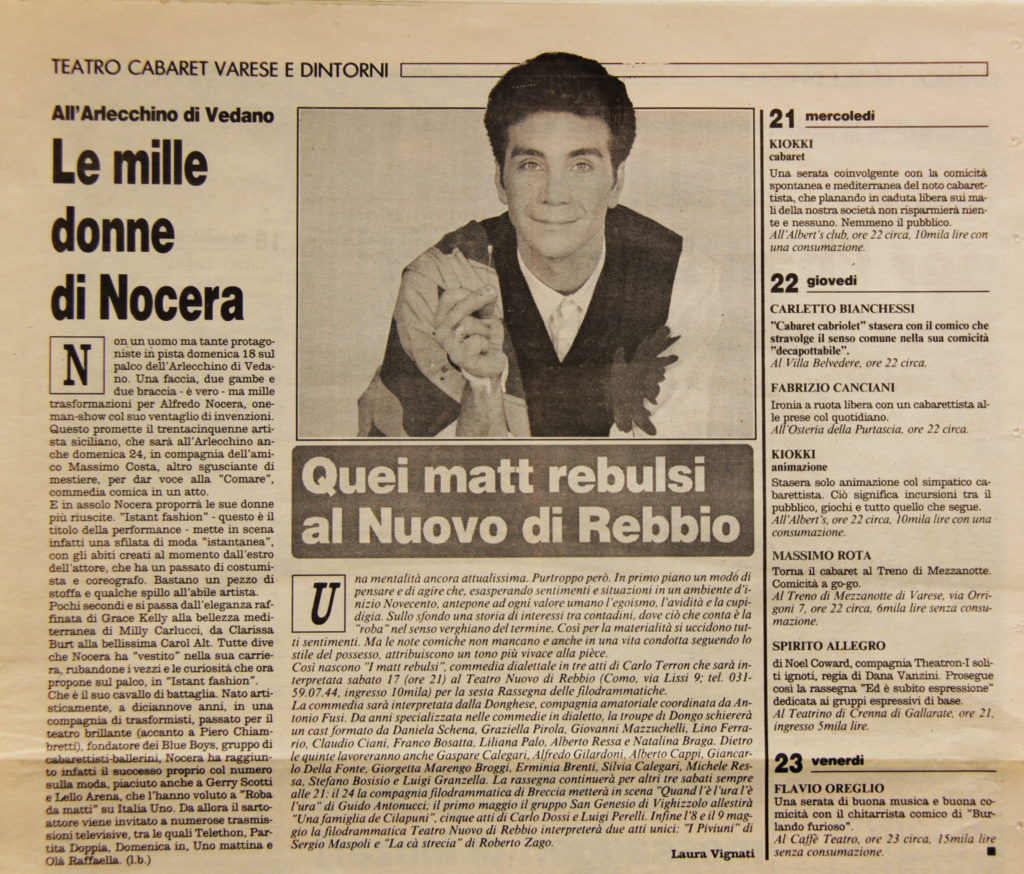 TEATRO CABARET VARESE E DINTORNI
All'Arlecchino di Vedano
Le mille
donne
di Nocera
Non un uomo ma tante protago-
niste in pista domenica 18 sul
palco dell'Arlecchino di Veda-
no. Una faccia, due gambe e
due braccia - è vero - ma mille
trasformazioni per Alfredo Nocera, one-
man-show col suo ventaglio di invenzioni.
Questo promette il trentacinquenne arti-
sta siciliano, che sarà all'Arlecchino an-
che domenica 24, in compagnia dell'ami-
co Massimo Costa, altro sgusciante di
mestiere, per dar voce alla "Comare",
commedia comica in un atto.
E in assolo Nocera proporrà le sue donne
più riuscite. "Istant fashion" - questo è il
titolo della performance - mette in scena
infatti una sfilata di moda "istantanea",
con gli abiti creati al momento dall'estro
dell'attore, che ha un passato di costumi-
sta e coreografo. Bastano un pezzo di
stoffa e qualche spillo all'abile artista.
Pochi secondi e si passa dall'eleganza raf-
finata di Grace Kelly alla bellezza medi-
terranea di Milly Carlucci, da Clarissa
Burt alla bellissima Carol Alt. Tutte dive
che Nocera ha "vestito" nella sua carrie-
ra, rubandone i vezzi e le curiosità che ora
propone sul palco, in "Istant fashion".
Che è il suo cavallo di battaglia. Nato arti-
sticamente, a diciannove anni, in una
compagnia di trasformisti, passato per il
teatro brillante (accanto a Piero Chiam-
bretti), fondatore dei Blue Boys, gruppo di
cabarettisti-ballerini, Nocera ha raggiun-
to infatti il successo proprio col numero
sulla moda, piaciuto anche a Gerry Scotti
e Lello Arena, che l'hanno voluto a "Roba
da matti" su Italia Uno. Da allora il sarto-
attore viene invitato a numerose trasmis-
sioni televisive, tra le quali Telethon, Par-
tita Doppia, Domenica in, Uno mattina e
Olà Raffaella. (l.b.)
Quei matt rebulsi
al Nuovo di Rebbio
Una mentalità ancora attualissima. Purtroppo però. In primo piano un modo di
pensare e di agire che, esasperando sentimenti e situazioni in un ambiente d'i-
nizio Novecento, antepone ad ogni valore umano l'egoismo, l'avidità e la cupi-
digia. Sullo sfondo una storia di interessi tra contadini, dove ciò che conta è la
"roba" nel senso verghiano del termine. Così per la materialità si uccidono tut-
ti sentimenti. Ma le note comiche non mancano e anche in una vita condotta seguendo lo
stile del possesso, attribuiscono un tono più vivace alla pièce.
Così nascono "I matt rebulsi", commedia dialettale in tre atti di Carlo Terron che sarà in-
terpretata sabato 17 (ore 21) al Teatro Nuovo di Rebbio (Como, via Lissi 9; tel. 031-
59.07.44, ingresso 10mila) per la sesta Rassegna delle filodrammatiche.
La commedia sarà interpretata dalla Donghese, compagnia amatoriale coordinata da An-
tonio Fusi. Da anni specializzata nelle commedie in dialetto, la troupe di Dongo schiererà
un cast formato da Daniela Schena, Graziella Pirola, Giovanni Mazzucchelli, Lino Ferra-
rio, Claudio Ciani, Franco Bosatta, Liliana Palo, Alberto Ressa e Natalina Braga. Dietro
le quinte lavoreranno anche Gaspare Calegari, Alfredo Gilardoni, Alberto Cappi, Giancar-
lo Della Fonte, Giorgetta Marengo Broggi, Erminia Brenti, Silvia Calegari, Michele Res-
sa, Stefano Bosisio e Luigi Granzella. La rassegna continuerà per altri tre sabati sempre
alle 21: il 24 la compagnia filodrammatica di Breccia metterà in scena "Quand l'è l'ura l'è
l'ura" di Guido Antonucci; il primo maggio il gruppo San Genesio di Vighizzolo allestirà
"Una famiglia de Cilapuni", cinque atti di Carlo Dossi e Luigi Perelli. Infine l'8 e il 9 mag-
gio la filodrammatica Teatro Nuovo di Rebbio interpreterà due atti unici: "I Piviuni" di
Sergio Maspoli e "La cà strecia" di Roberto Zago.
Laura Vignati
21 mercoledì
KIOKKI
cabaret
Una serata coinvolgente con la comicità
spontanea e mediterranea del noto cabaret-
tista, che planando in caduta libera sui ma-
li della nostra società non risparmierà nien-
te e nessuno. Nemmeno il pubblico.
All'Albert's club, ore 22 circa, 10mila lire con
una consumazione.
22 giovedì
CARLETTO BIANCHESSI
"Cabaret cabriolet" stasera con il comico che
stravolge il senso comune nella sua comicità
"decapottabile".
Al Villa Belvedere, ore 22 circa.
FABRIZIO CANCIANI
Ironia a ruota libera con un cabarettista al-
le prese col quotidiano.
All'Osteria della Purtascia, ore 22 circa.
KIOKKI
animazione
Stasera solo animazione col simpatico ca-
barettista. Ciò significa incursioni tra il
pubblico, giochi e tutto quello che segue.
All'Albert's, ore 22 circa, 10mila lire con una
consumazione.
MASSIMO ROTA
Torna il cabaret al Treno di Mezzanotte.
Comicità a go-go.
Al Treno di Mezzanotte di Varese, via Orri-
goni 7, ore 22 circa, 6mila lire senza consu-
mazione.
SPIRITO ALLEGRO
di Noel Coward, compagnia Theatron-I soli-
ti ignoti, regia di Dana Vanzini. Prosegue
così la rassegna "Ed è subito espressione"
dedicata ai gruppi espressivi di base.
Al Teatrino di Crenna di Gallarate, ore 21,
ingresso 5mila lire.
23 venerdì
FLAVIO OREGLIO
Una serata di buona musica e buona co-
micità con il chitarrista comico di "Bur-
lando furioso".
Al Caffè Teatro, ore 23 circa, 15mila lire
senza consumazione.